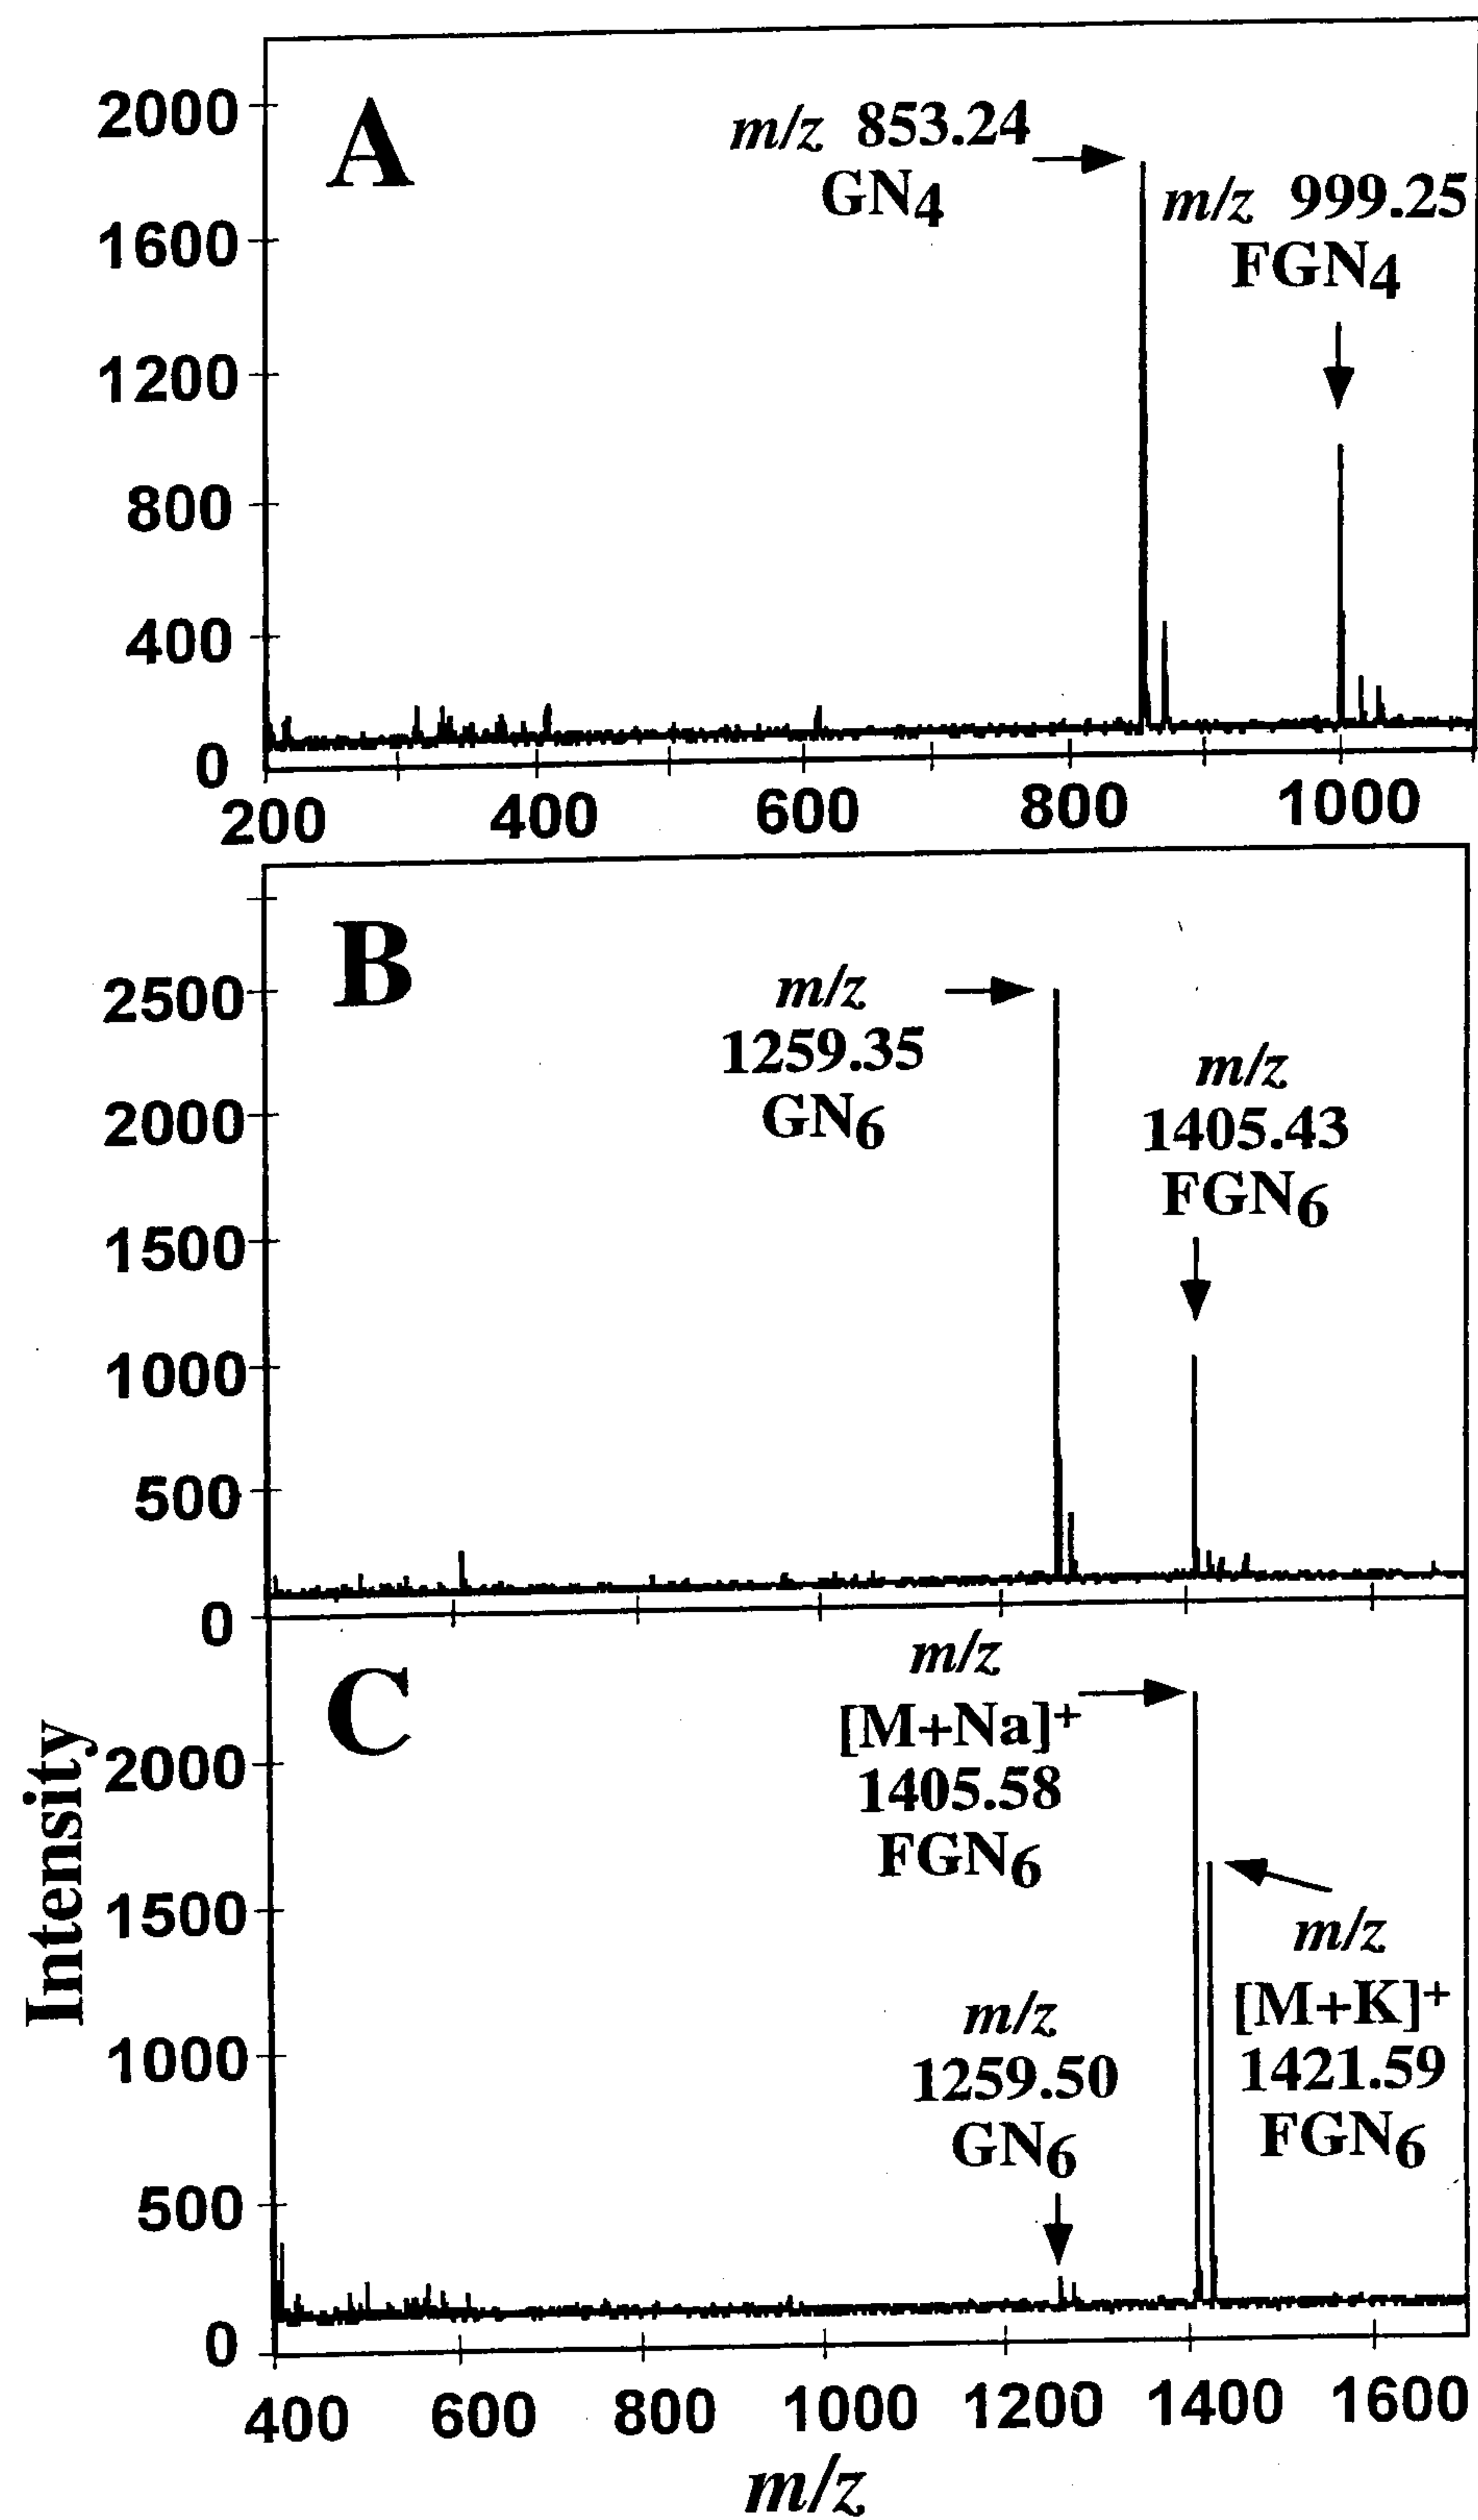 A
m/z 853.24
GN4
m/z 999.25
FGN4
2000
1600
1200
800
400
0
200 400 600 800 1000
B
m/z
1259.35
GN6
m/z
1405.43
FGN6
2500
2000
1500
1000
500
0
C
m/z
[M+Na]+
1405.58
FGN6
m/z
[M+K]+
1421.59
FGN6
m/z
1259.50
GN6
Intensity
2000
1500
1000
500
0
400 600 800 1000 1200 1400 1600
m/z